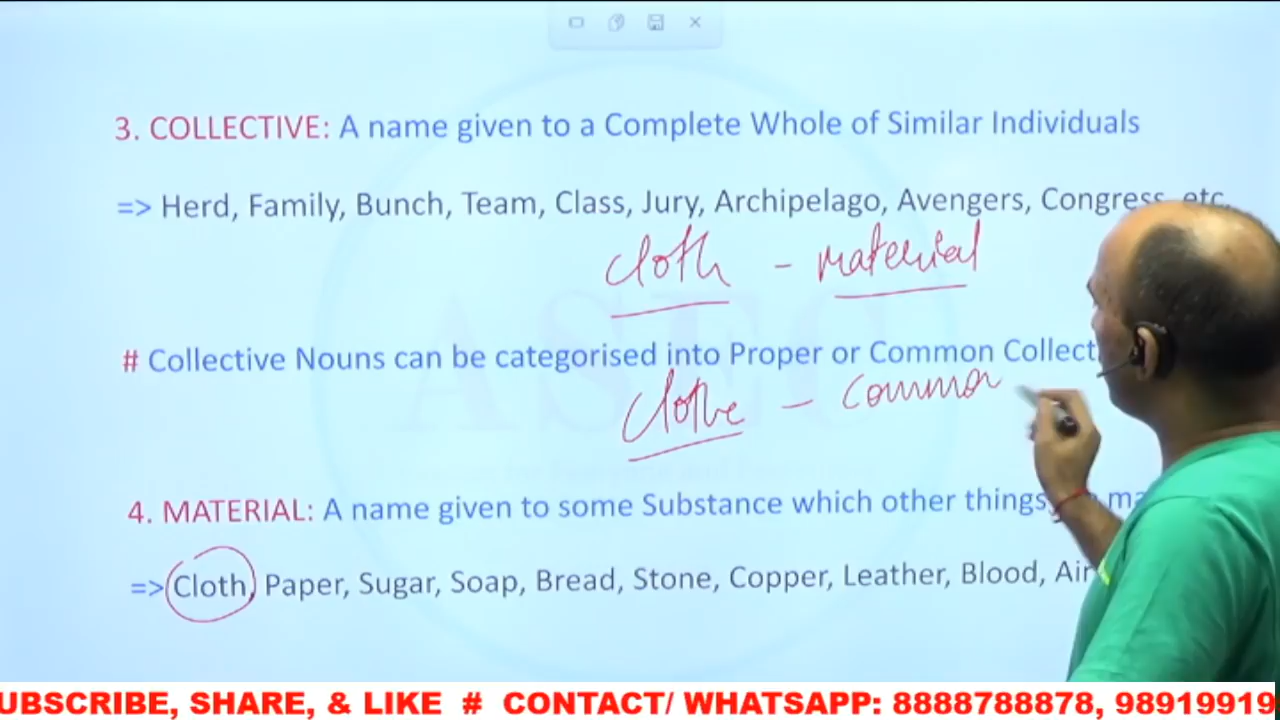 3. COLLECTIVE: A name given to a Complete Whole of Similar Individuals
=> Herd, Family, Bunch, Team, Class, Jury, Archipelago, Avengers, Congress, etc.
cloth - material
# Collective Nouns can be categorised into Proper or Common Collect
clothe - common
4. MATERIAL: A name given to some Substance which other things ma
=> Cloth, Paper, Sugar, Soap, Bread, Stone, Copper, Leather, Blood, Air
UBSCRIBE, SHARE, & LIKE # CONTACT/ WHATSAPP: 8888788878, 98919919